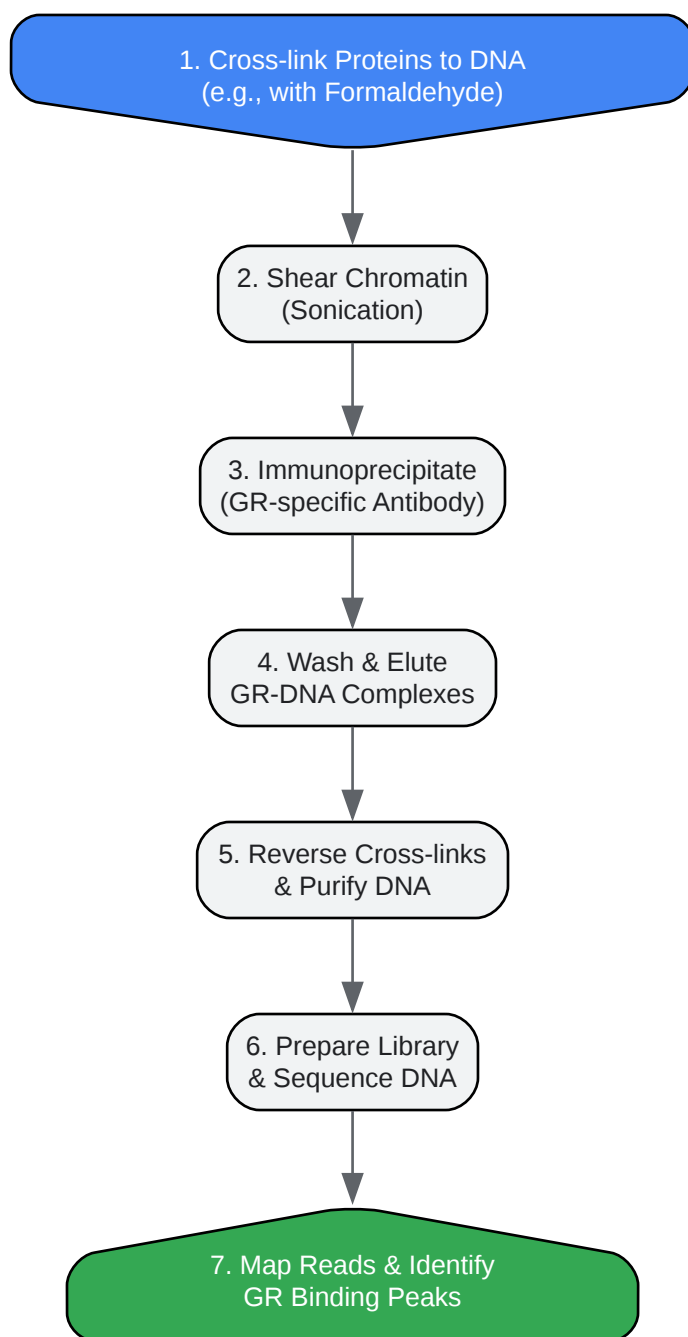 1. Cross-link Proteins to DNA
(e.g., with Formaldehyde)
2. Shear Chromatin
(Sonication)
3. Immunoprecipitate
(GR-specific Antibody)
4. Wash & Elute
GR-DNA Complexes
5. Reverse Cross-links
& Purify DNA
6. Prepare Library
& Sequence DNA
7. Map Reads & Identify
GR Binding Peaks